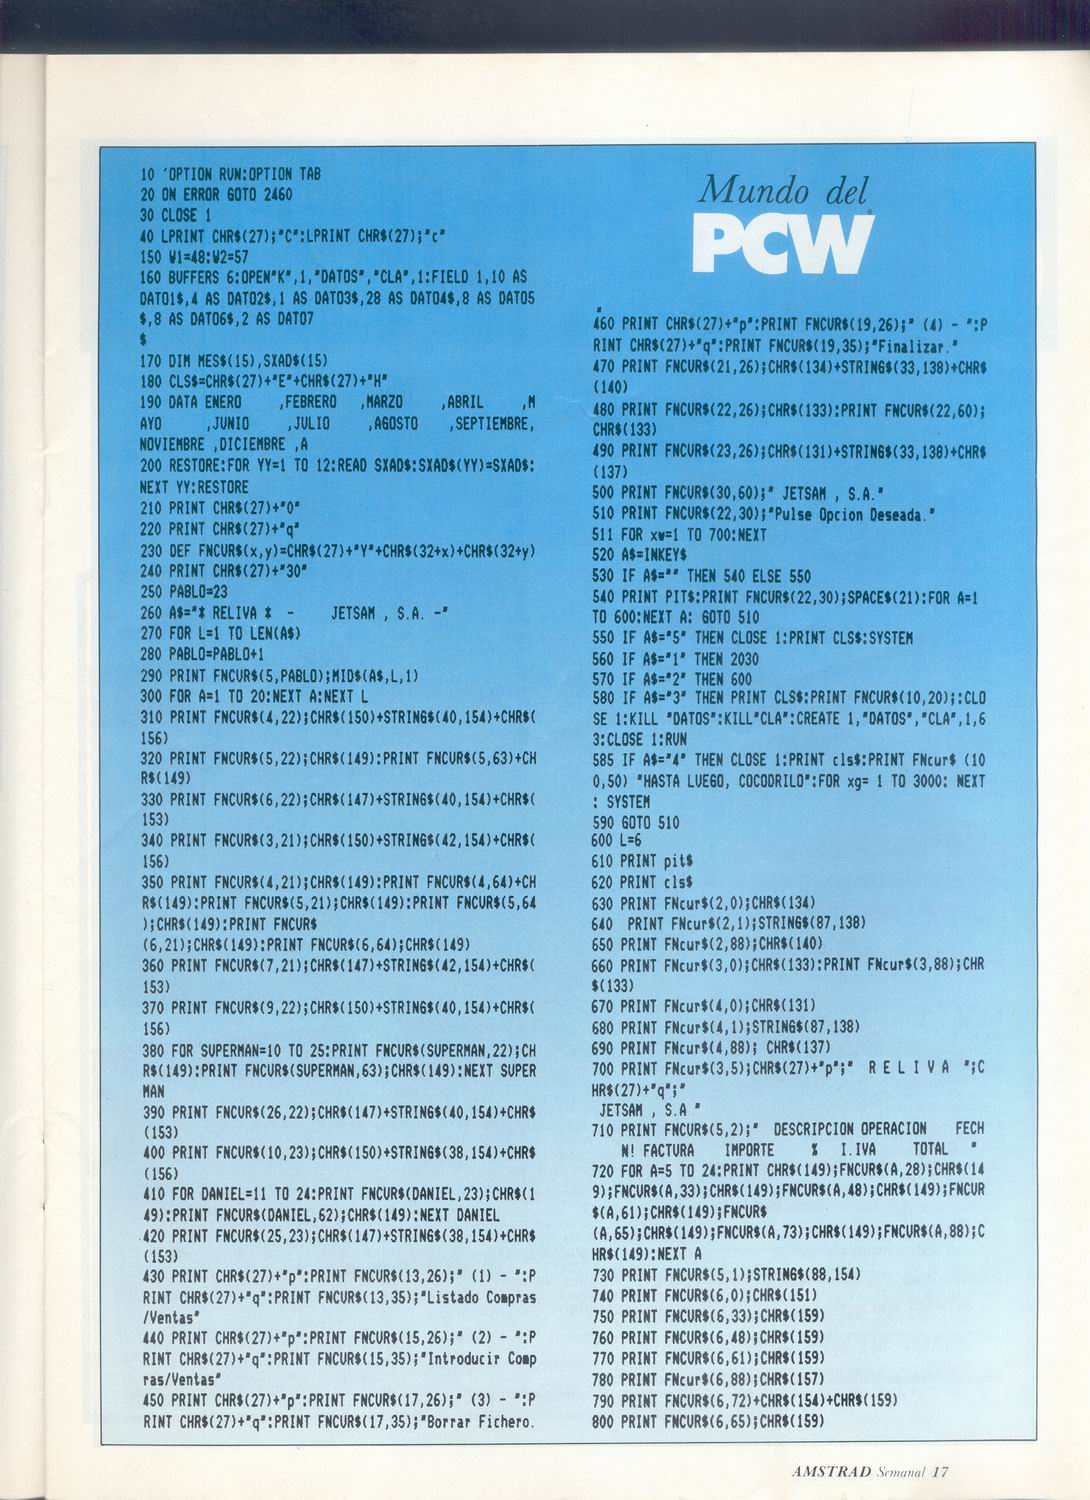 10 'OPTION RUN:OPTION TAB
20 ON ERROR GOTO 2460
30 CLOSE 1
40 LPRINT CHR$(27);"C":LPRINT CHR$(27);"c"
150 W1=48:W2=57
160 BUFFERS 6:OPEN"K",1,"DATOS","CLA",1:FIELD 1,10 AS
DATO1$,4 AS DATO2$,1 AS DATO3$,28 AS DATO4$,8 AS DATO5
$,8 AS DATO6$,2 AS DATO7
$
170 DIM MES$(15),SXAD$(15)
180 CLS$=CHR$(27)+"E"+CHR$(27)+"H"
190 DATA ENERO     ,FEBRERO   ,MARZO     ,ABRIL     ,M
AYO      ,JUNIO     ,JULIO     ,AGOSTO    ,SEPTIEMBRE,
NOVIEMBRE ,DICIEMBRE ,A
200 RESTORE:FOR YY=1 TO 12:READ SXAD$:SXAD$(YY)=SXAD$:
NEXT YY:RESTORE
210 PRINT CHR$(27)+"0"
220 PRINT CHR$(27)+"q"
230 DEF FNCUR$(x,y)=CHR$(27)+"Y"+CHR$(32+x)+CHR$(32+y)
240 PRINT CHR$(27)+"30"
250 PABLO=23
260 A$="* RELIVA *  -     JETSAM , S.A. -"
270 FOR L=1 TO LEN(A$)
280 PABLO=PABLO+1
290 PRINT FNCUR$(5,PABLO);MID$(A$,L,1)
300 FOR A=1 TO 20:NEXT A:NEXT L
310 PRINT FNCUR$(4,22);CHR$(150)+STRING$(40,154)+CHR$(
156)
320 PRINT FNCUR$(5,22);CHR$(149):PRINT FNCUR$(5,63)+CH
R$(149)
330 PRINT FNCUR$(6,22);CHR$(147)+STRING$(40,154)+CHR$(
153)
340 PRINT FNCUR$(3,21);CHR$(150)+STRING$(42,154)+CHR$(
156)
350 PRINT FNCUR$(4,21);CHR$(149):PRINT FNCUR$(4,64)+CH
R$(149):PRINT FNCUR$(5,21);CHR$(149):PRINT FNCUR$(5,64
);CHR$(149):PRINT FNCUR$
(6,21);CHR$(149):PRINT FNCUR$(6,64);CHR$(149)
360 PRINT FNCUR$(7,21);CHR$(147)+STRING$(42,154)+CHR$(
153)
370 PRINT FNCUR$(9,22);CHR$(150)+STRING$(40,154)+CHR$(
156)
380 FOR SUPERMAN=10 TO 25:PRINT FNCUR$(SUPERMAN,22);CH
R$(149):PRINT FNCUR$(SUPERMAN,63);CHR$(149):NEXT SUPER
MAN
390 PRINT FNCUR$(26,22);CHR$(147)+STRING$(40,154)+CHR$
(153)
400 PRINT FNCUR$(10,23);CHR$(150)+STRING$(38,154)+CHR$
(156)
410 FOR DANIEL=11 TO 24:PRINT FNCUR$(DANIEL,23);CHR$(1
49):PRINT FNCUR$(DANIEL,62);CHR$(149):NEXT DANIEL
420 PRINT FNCUR$(25,23);CHR$(147)+STRING$(38,154)+CHR$
(153)
430 PRINT CHR$(27)+"p":PRINT FNCUR$(13,26);" (1) - ":P
RINT CHR$(27)+"q":PRINT FNCUR$(13,35);"Listado Compras
/Ventas"
440 PRINT CHR$(27)+"p":PRINT FNCUR$(15,26);" (2) - ":P
RINT CHR$(27)+"q":PRINT FNCUR$(15,35);"Introducir Comp
ras/Ventas"
450 PRINT CHR$(27)+"p":PRINT FNCUR$(17,26);" (3) - ":P
RINT CHR$(27)+"q":PRINT FNCUR$(17,35);"Borrar Fichero.
Mundo del
PCW
"
460 PRINT CHR$(27)+"p":PRINT FNCUR$(19,26);" (4) - ":P
RINT CHR$(27)+"q":PRINT FNCUR$(19,35);"Finalizar."
470 PRINT FNCUR$(21,26);CHR$(134)+STRING$(33,138)+CHR$
(140)
480 PRINT FNCUR$(22,26);CHR$(133):PRINT FNCUR$(22,60);
CHR$(133)
490 PRINT FNCUR$(23,26);CHR$(131)+STRING$(33,138)+CHR$
(137)
500 PRINT FNCUR$(30,60);" JETSAM , S.A."
510 PRINT FNCUR$(22,30);"Pulse Opcion Deseada."
511 FOR xw=1 TO 700:NEXT
520 A$=INKEY$
530 IF A$="" THEN 540 ELSE 550
540 PRINT PIT$:PRINT FNCUR$(22,30);SPACE$(21):FOR A=1
TO 600:NEXT A: GOTO 510
550 IF A$="5" THEN CLOSE 1:PRINT CLS$:SYSTEM
560 IF A$="1" THEN 2030
570 IF A$="2" THEN 600
580 IF A$="3" THEN PRINT CLS$:PRINT FNCUR$(10,20);:CLO
SE 1:KILL "DATOS":KILL"CLA":CREATE 1,"DATOS","CLA",1,6
3:CLOSE 1:RUN
585 IF A$="4" THEN CLOSE 1:PRINT cls$:PRINT FNcur$ (10
0,50) "HASTA LUEGO, COCODRILO":FOR xg= 1 TO 3000: NEXT
: SYSTEM
590 GOTO 510
600 L=6
610 PRINT pit$
620 PRINT cls$
630 PRINT FNcur$(2,0);CHR$(134)
640  PRINT FNcur$(2,1);STRING$(87,138)
650 PRINT FNcur$(2,88);CHR$(140)
660 PRINT FNcur$(3,0);CHR$(133):PRINT FNcur$(3,88);CHR
$(133)
670 PRINT FNcur$(4,0);CHR$(131)
680 PRINT FNcur$(4,1);STRING$(87,138)
690 PRINT FNcur$(4,88); CHR$(137)
700 PRINT FNcur$(3,5);CHR$(27)+"p";"  R E L I V A ";C
HR$(27)+"q";"
JETSAM , S.A "
710 PRINT FNCUR$(5,2);"  DESCRIPCION OPERACION    FECH
N! FACTURA    IMPORTE     %   I.IVA     TOTAL   "
720 FOR A=5 TO 24:PRINT CHR$(149);FNCUR$(A,28);CHR$(14
9);FNCUR$(A,33);CHR$(149);FNCUR$(A,48);CHR$(149);FNCUR
$(A,61);CHR$(149);FNCUR$
(A,65);CHR$(149);FNCUR$(A,73);CHR$(149);FNCUR$(A,88);C
HR$(149):NEXT A
730 PRINT FNCUR$(5,1);STRING$(88,154)
740 PRINT FNCUR$(6,0);CHR$(151)
750 PRINT FNCUR$(6,33);CHR$(159)
760 PRINT FNCUR$(6,48);CHR$(159)
770 PRINT FNCUR$(6,61);CHR$(159)
780 PRINT FNcur$(6,88);CHR$(157)
790 PRINT FNCUR$(6,72)+CHR$(154)+CHR$(159)
800 PRINT FNCUR$(6,65);CHR$(159)
AMSTRAD Semanal 17